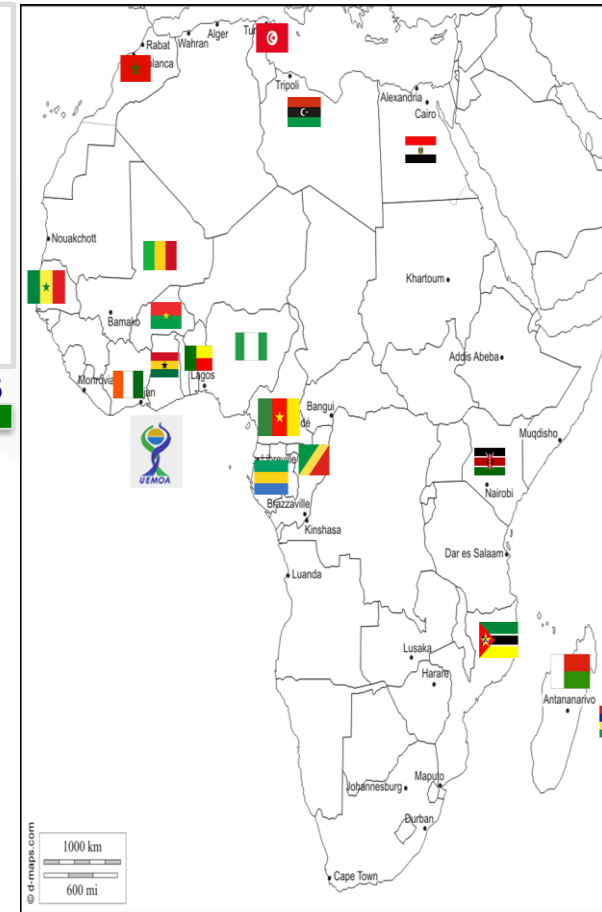 Alger
Wahran
Rabat
Tripoli
Alexandria
Cairo
Nouakchott
Khartoum
Bamako
Addis Abeba
Lagos
Bangui
Muqdisho
UEMOA
Nairobi
Brazzaville
Kinshasa
Dar es Salaam
Luanda
Lusaka
Harare
Antananarivo
Maputo
Johannesburg
Durban
Cape Town
1000 km
600 mi
© d-maps.com